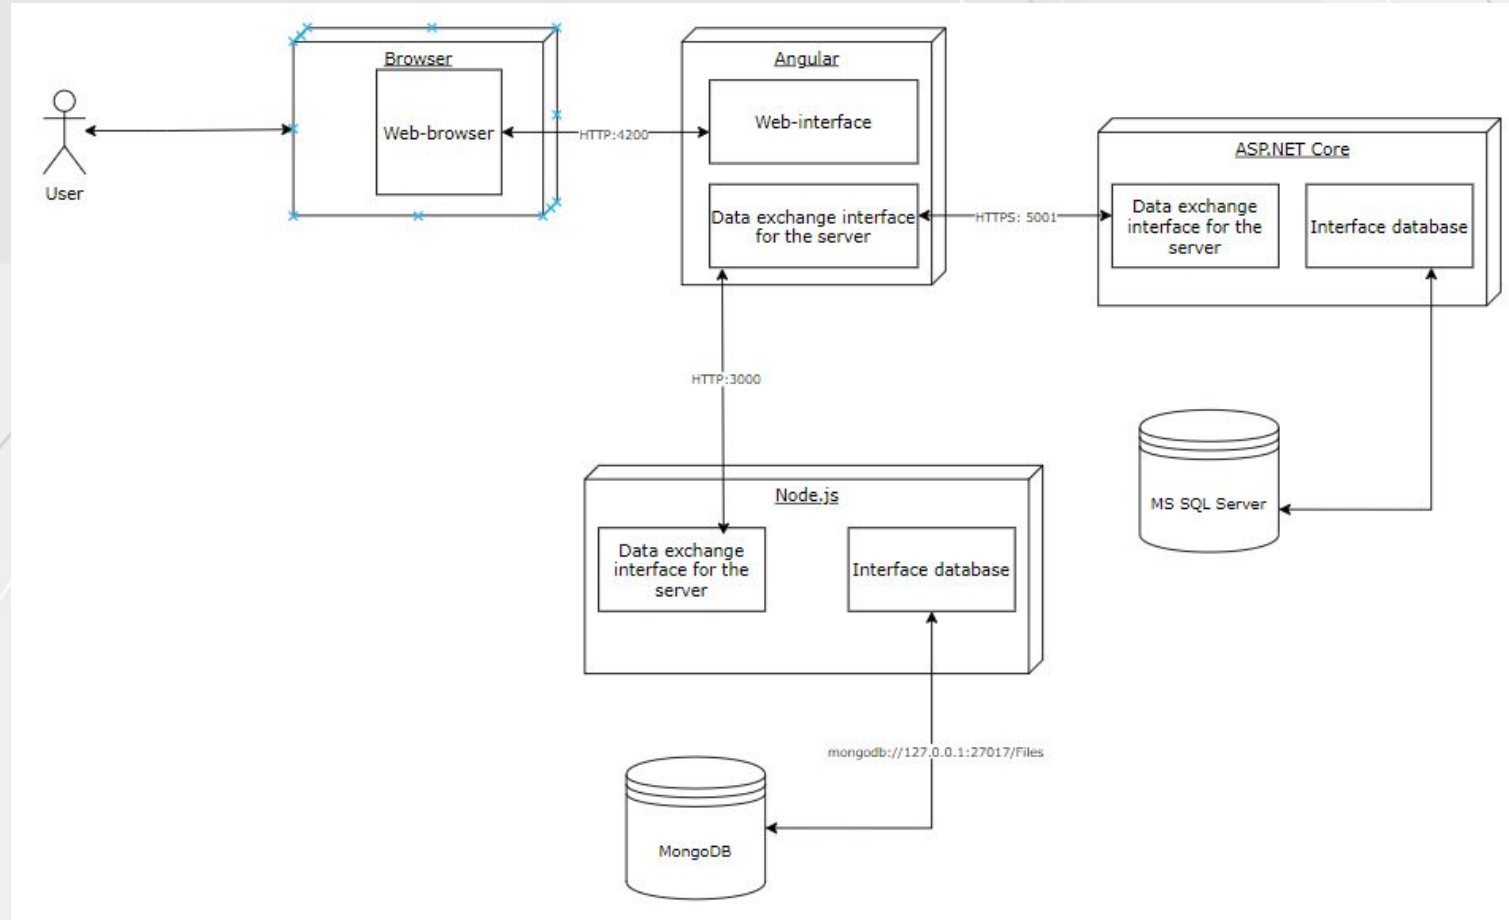 Browser
Web-browser
User
HTTP:4200
Angular
Web-interface
Data exchange interface
for the server
HTTPS: 5001
ASP.NET Core
Data exchange
interface for the
server
Interface database
HTTP:3000
MS SQL Server
Node.js
Data exchange
interface for the
server
Interface database
mongodb://127.0.0.1:27017/Files
MongoDB